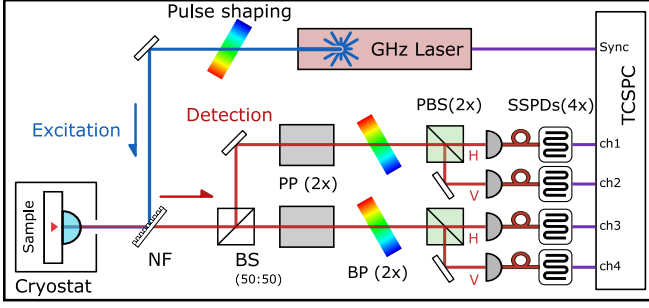 Pulse shaping
GHz Laser
Sync
TCSPC
Excitation
Detection
PBS(2x)
SSPDs(4x)
H
ch1
PP (2x)
V
ch2
Sample
H
ch3
NF
BS
(50:50)
BP (2x)
V
ch4
Cryostat